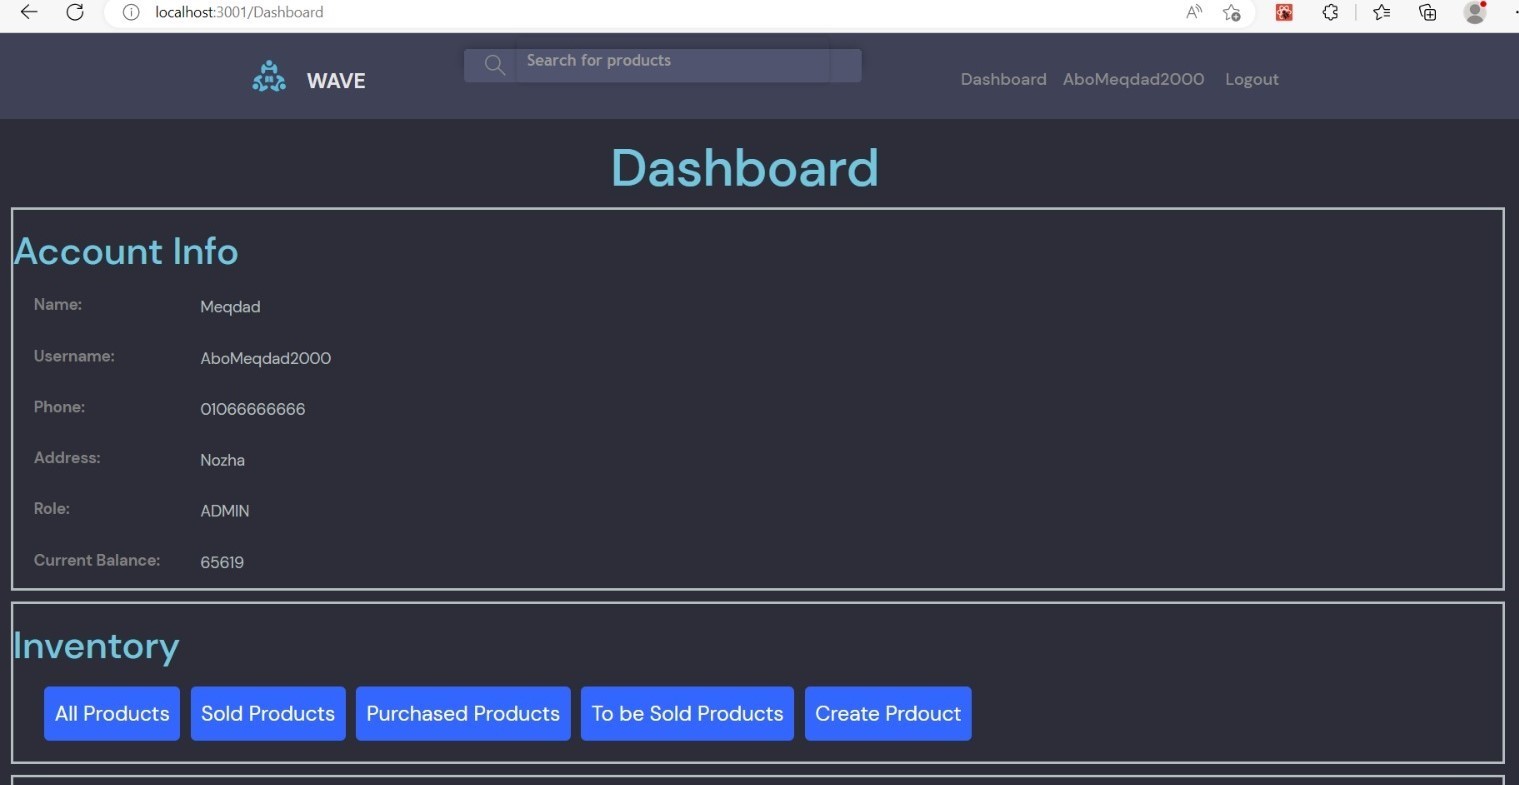 localhost:3001/Dashboard
WAVE
Search for products
Dashboard AboMeqdad2000 Logout
Dashboard
Account Info
Name: Meqdad
Username: AboMeqdad2000
Phone: 01066666666
Address: Nozha
Role: ADMIN
Current Balance: 65619
Inventory
All Products Sold Products Purchased Products To be Sold Products Create Prdouct